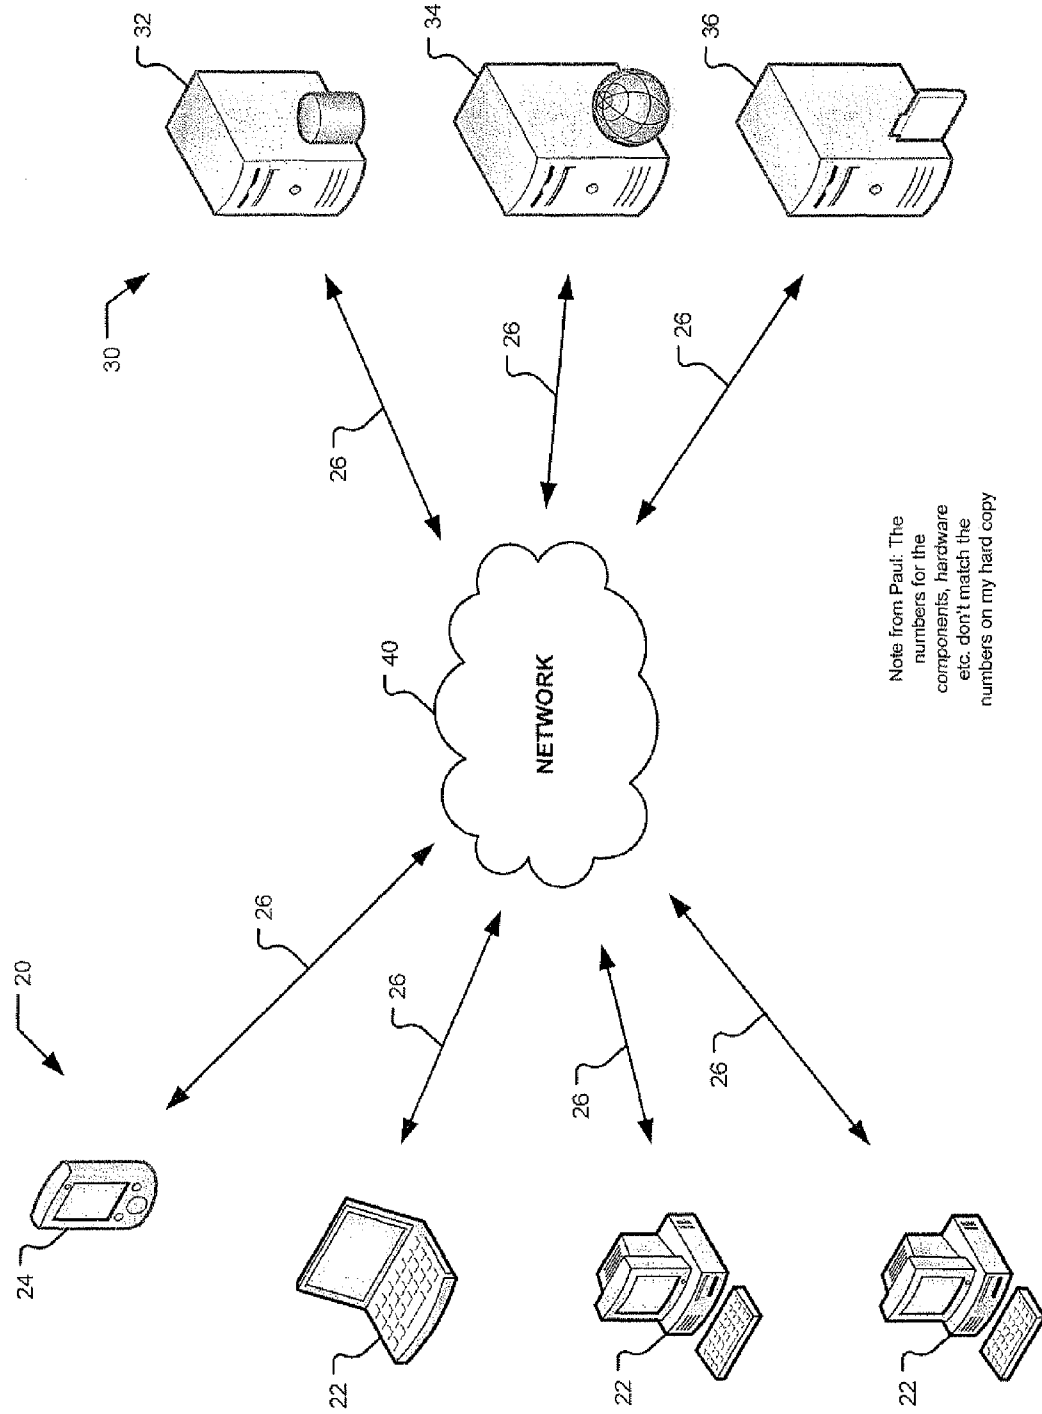 20
30
24
26
26
32
22
26
40
NETWORK
26
34
22
26
26
36
22
26
Note from Paul: The
numbers for the
components, hardware
etc. don't match the
numbers on my hard copy